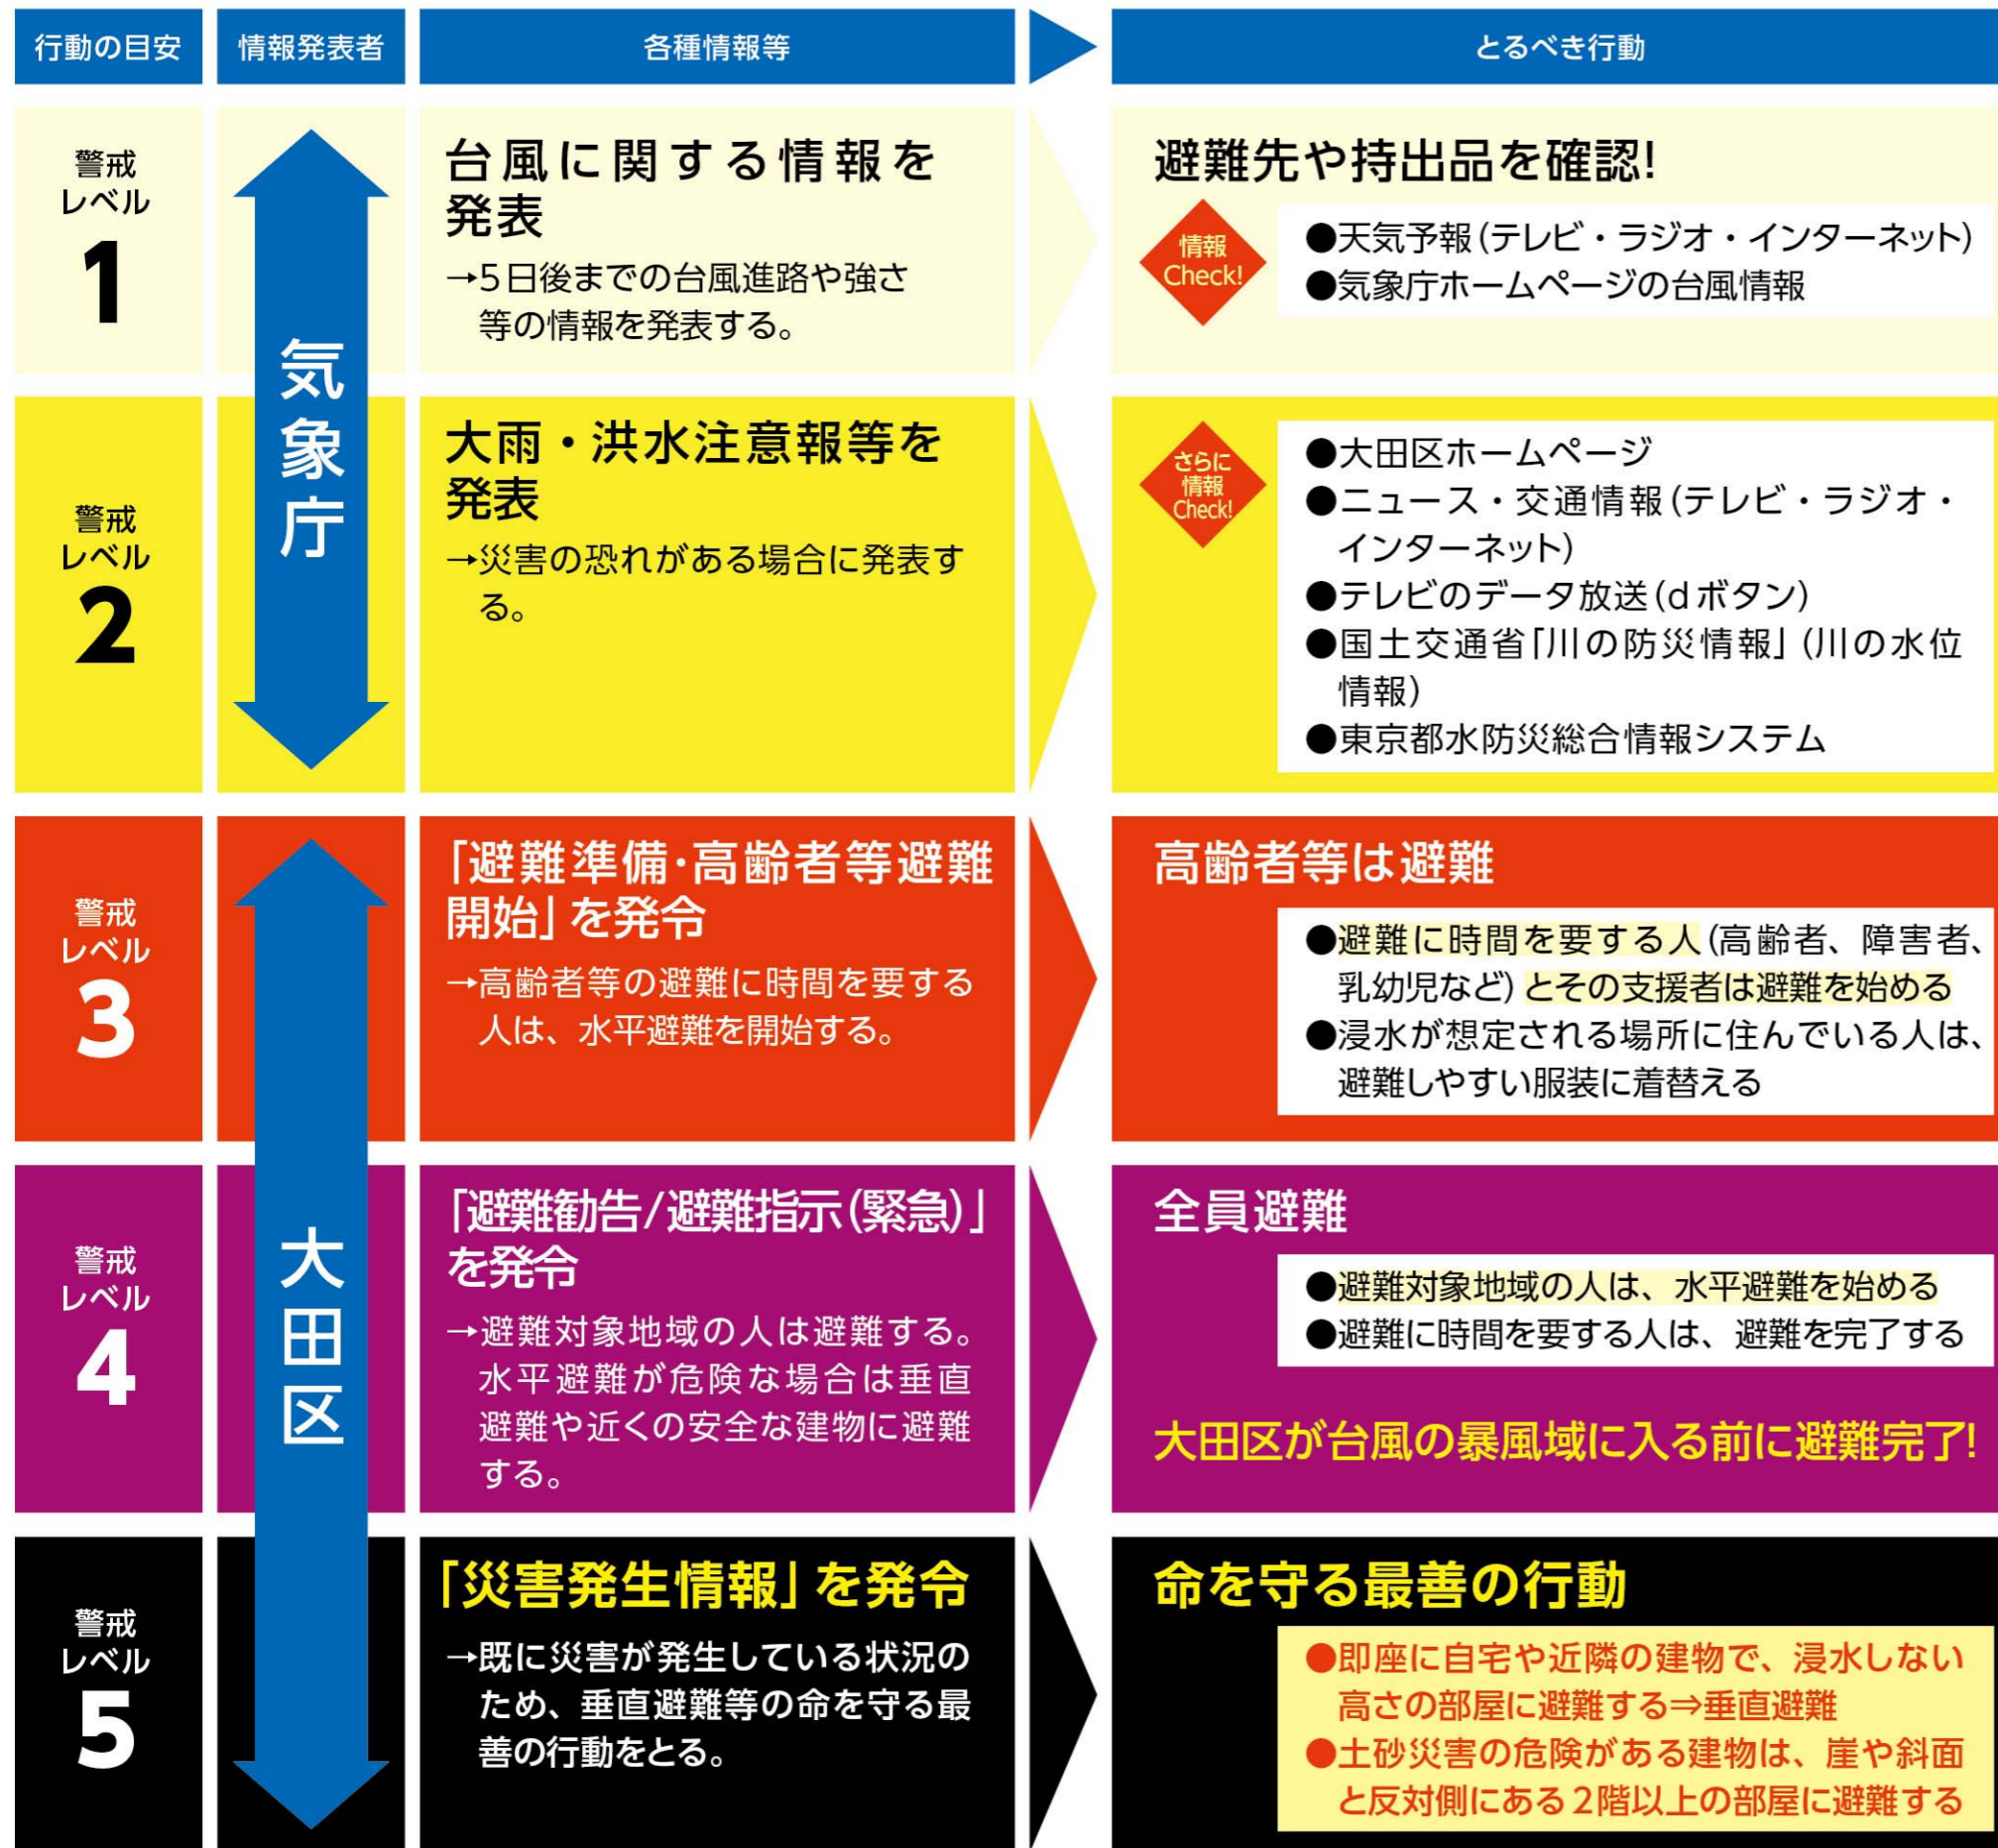 行動の目安
情報発表者
各種情報等
とるべき行動
警戒
レベル
1
気象庁
台風に関する情報を
発表
→5日後までの台風進路や強さ
等の情報を発表する。
避難先や持出品を確認!
情報
Check!
●天気予報(テレビ・ラジオ・インターネット)
●気象庁ホームページの台風情報
警戒
レベル
2
大雨・洪水注意報等を
発表
→災害の恐れがある場合に発表す
る。
さらに
情報
Check!
●大田区ホームページ
●ニュース・交通情報(テレビ・ラジオ・
インターネット)
●テレビのデータ放送(dボタン)
●国土交通省「川の防災情報」(川の水位
情報)
●東京都水防災総合情報システム
警戒
レベル
3
大田区
「避難準備・高齢者等避難
開始」を発令
→高齢者等の避難に時間を要する
人は、水平避難を開始する。
高齢者等は避難
●避難に時間を要する人(高齢者、障害者、
乳幼児など)とその支援者は避難を始める
●浸水が想定される場所に住んでいる人は、
避難しやすい服装に着替える
警戒
レベル
4
「避難勧告/避難指示(緊急)」
を発令
→避難対象地域の人は避難する。
水平避難が危険な場合は垂直
避難や近くの安全な建物に避難
する。
全員避難
●避難対象地域の人は、水平避難を始める
●避難に時間を要する人は、避難を完了する
大田区が台風の暴風域に入る前に避難完了!
警戒
レベル
5
「災害発生情報」を発令
→既に災害が発生している状況の
ため、垂直避難等の命を守る最
善の行動をとる。
命を守る最善の行動
●即座に自宅や近隣の建物で、浸水しない
高さの部屋に避難する⇒垂直避難
●土砂災害の危険がある建物は、崖や斜面
と反対側にある2階以上の部屋に避難する